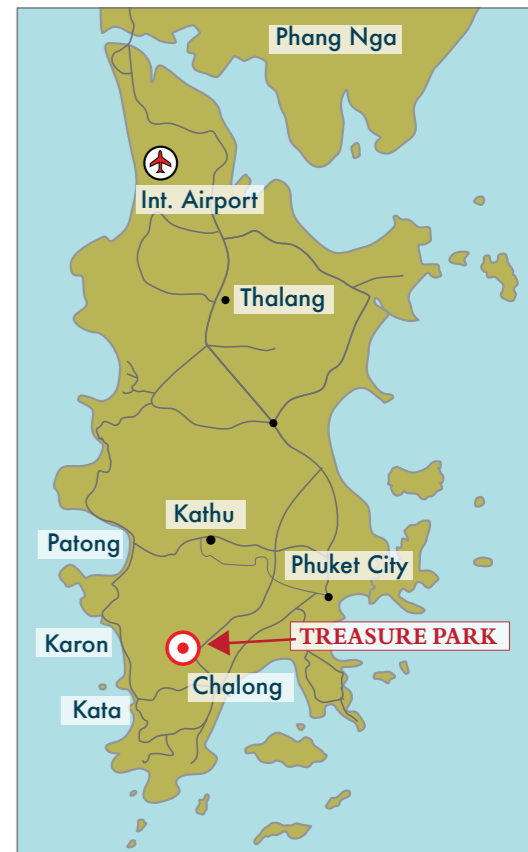 Phang Nga
Int. Airport
Thalang
Kathu
Patong
Phuket City
TREASURE PARK
Karon
Chalong
Kata